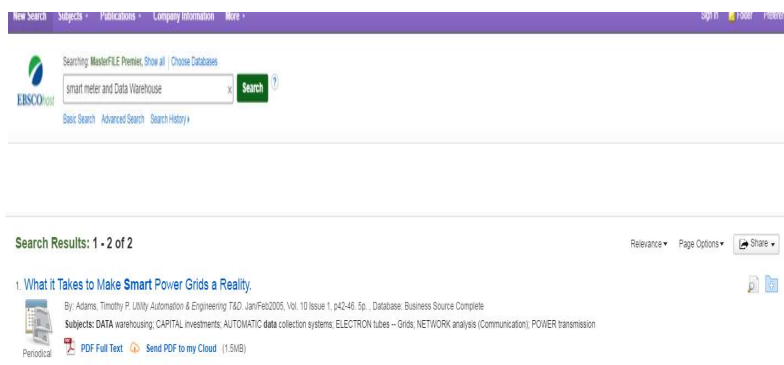 New Search Subjects Publications Company Information More Sign In Folder
Searching: MasterFILE Premier, Show all | Choose Databases
smart meter and Data Warehouse x Search ?
EBSCOhost
Basic Search Advanced Search Search History
Search Results: 1 - 2 of 2 Relevance Page Options Share
1. What it Takes to Make Smart Power Grids a Reality.
By: Adams, Timothy P. Utility Automation & Engineering T&D. Jan/Feb2005, Vol. 10 Issue 1, p42-46. 5p. , Database: Business Source Complete
Subjects: DATA warehousing; CAPITAL investments; AUTOMATIC data collection systems; ELECTRON tubes -- Grids; NETWORK analysis (Communication); POWER transmission
Periodical PDF Full Text Send PDF to my Cloud (1.5MB)